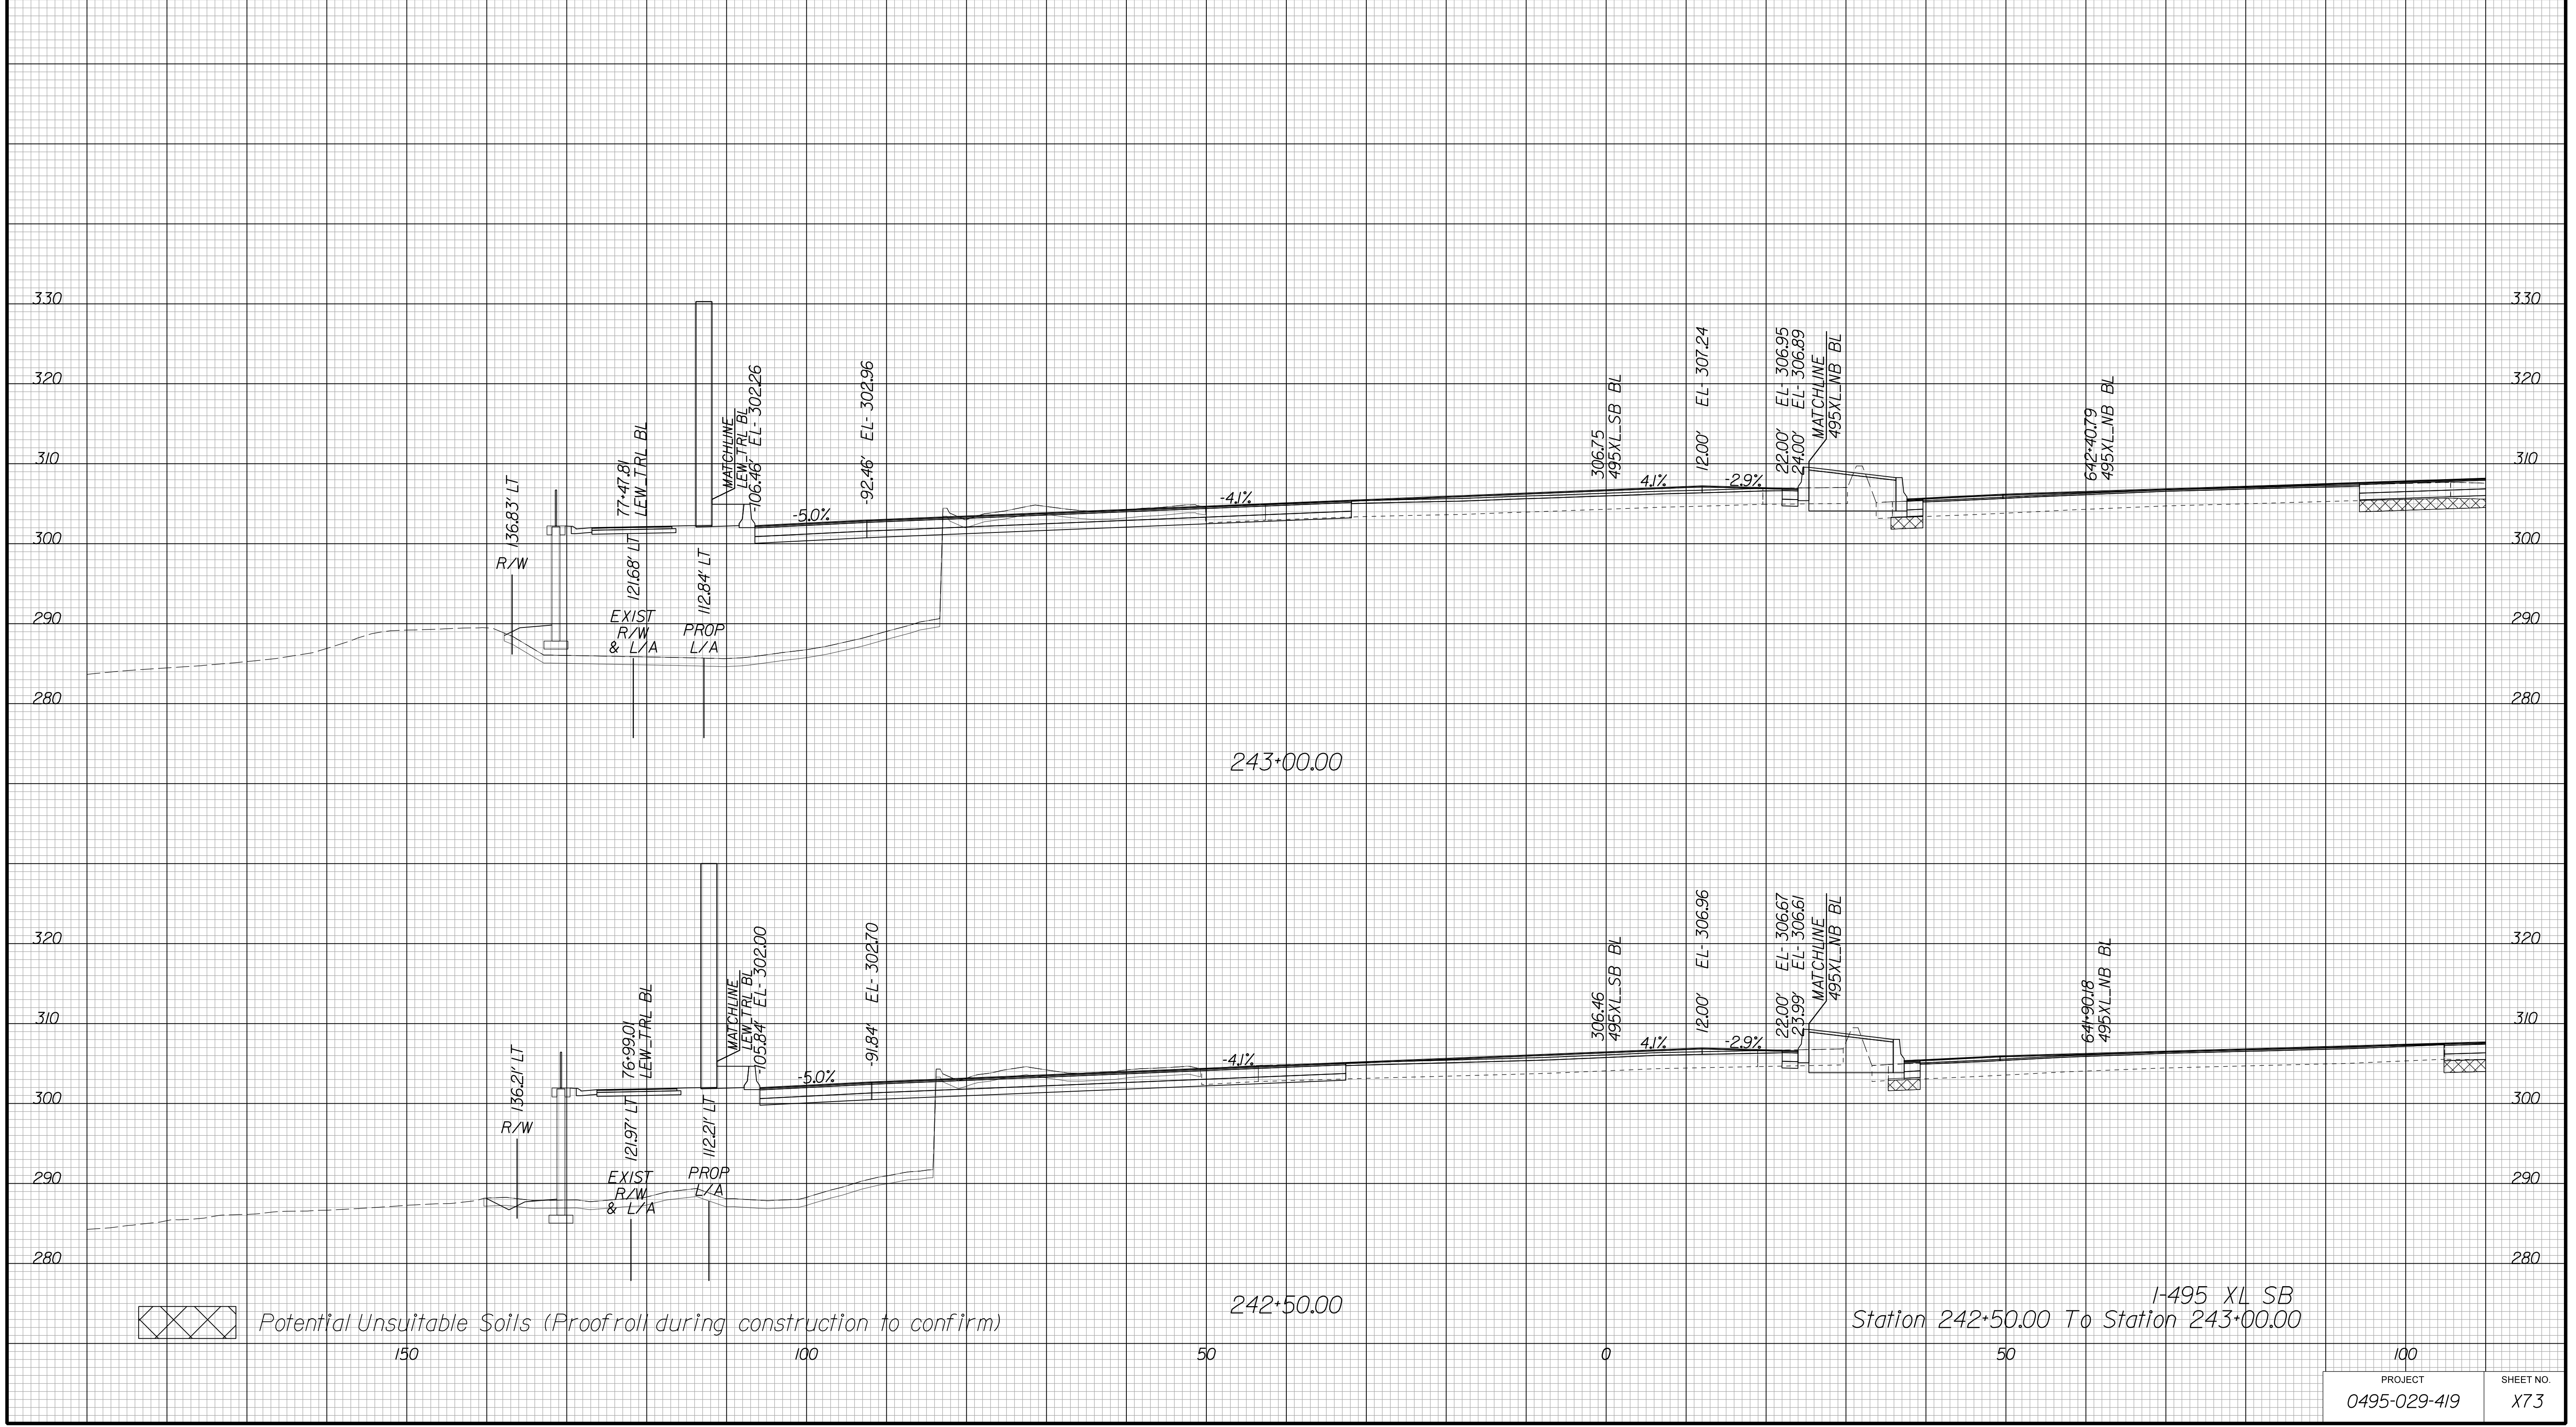 330
330
320
320
310
310
300
300
290
290
280
280
136.83' LT
R/W
77+47.81
LEW_TRL BL
121.68' LT
EXIST
R/W
& L/A
112.84' LT
PROP
L/A
MATCHLINE
LEW_TRL BL
-106.46' EL- 302.26
-5.0%
-92.46' EL- 302.96
-4.1%
306.75
495XL_SB BL
4.1%
12.00' EL- 307.24
-2.9%
22.00' EL- 306.95
24.00' EL- 306.89
MATCHLINE
495XL_NB BL
642+40.79
495XL_NB BL
243+00.00
320
320
310
310
300
300
290
290
280
280
136.21' LT
R/W
76+99.01
LEW_TRL BL
121.97' LT
EXIST
R/W
& L/A
112.21' LT
PROP
L/A
MATCHLINE
LEW_TRL BL
-105.84' EL- 302.00
-5.0%
-91.84' EL- 302.70
-4.1%
306.46
495XL_SB BL
4.1%
12.00' EL- 306.96
-2.9%
22.00' EL- 306.67
23.99' EL- 306.61
MATCHLINE
495XL_NB BL
641+90.18
495XL_NB BL
242+50.00
Potential Unsuitable Soils (Proofroll during construction to confirm)
I-495 XL SB
Station 242+50.00 To Station 243+00.00
150
100
50
0
50
100
PROJECT
0495-029-419
SHEET NO.
X73